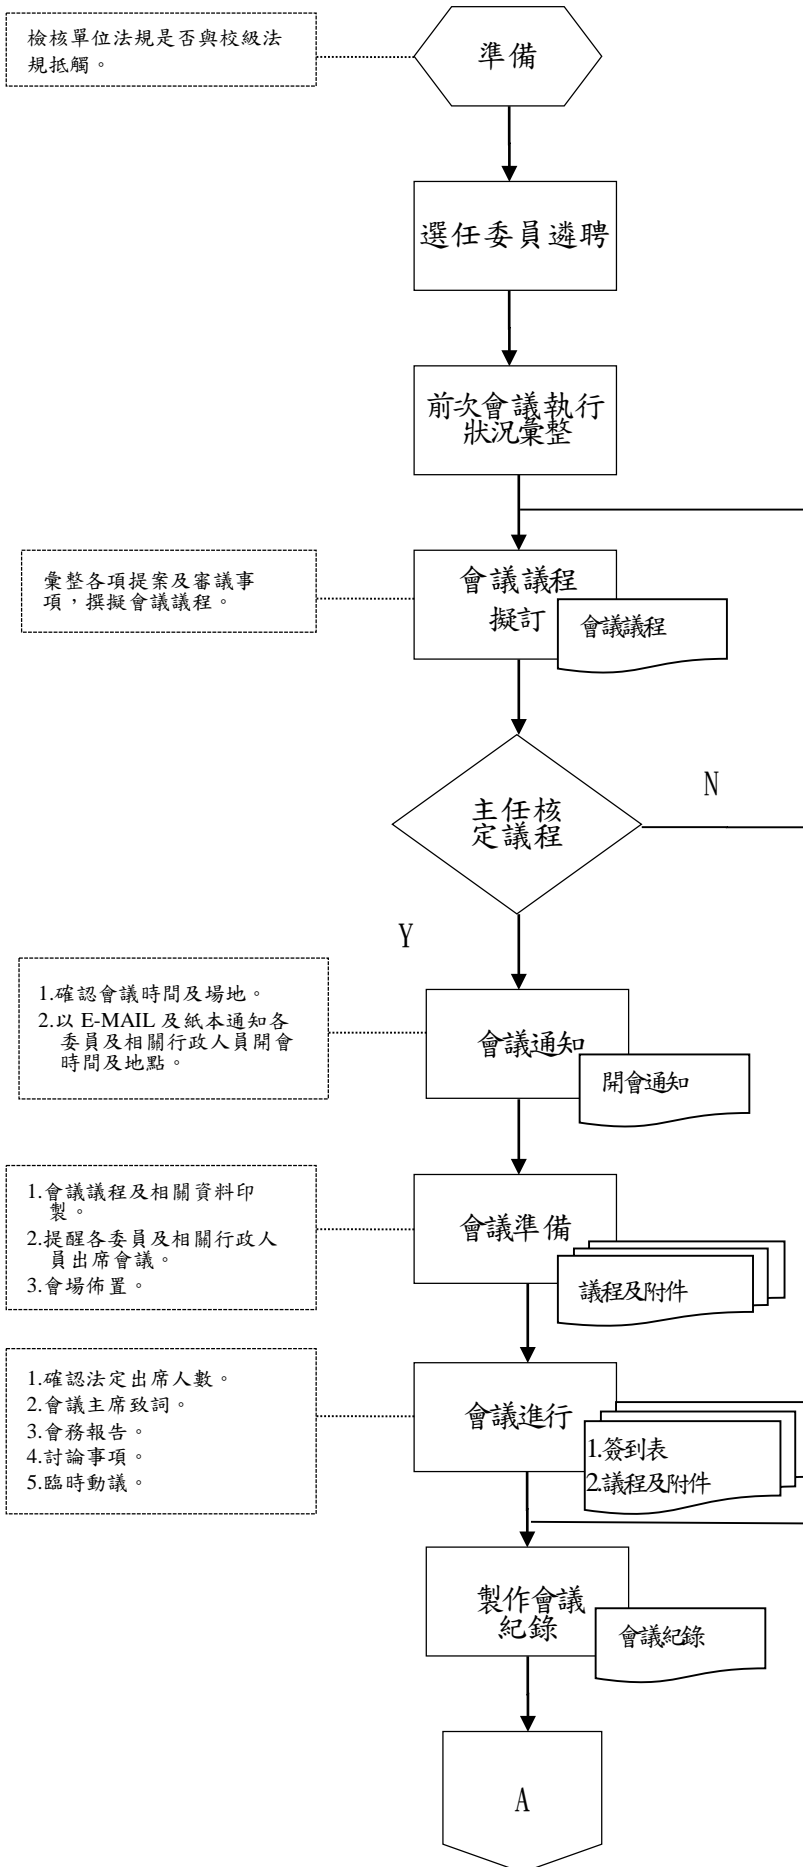 檢核單位法規是否與校級法
規抵觸。
準備
選任委員遴聘
前次會議執行
狀況彙整
彙整各項提案及審議事
項，撰擬會議議程。
會議議程
擬訂
會議議程
主任核
定議程
N
Y
1.確認會議時間及場地。
2.以 E-MAIL 及紙本通知各
委員及相關行政人員開會
時間及地點。
會議通知
開會通知
1.會議議程及相關資料印
製。
2.提醒各委員及相關行政人
員出席會議。
3.會場佈置。
會議準備
議程及附件
1.確認法定出席人數。
2.會議主席致詞。
3.會務報告。
4.討論事項。
5.臨時動議。
會議進行
1.簽到表
2.議程及附件
製作會議
紀錄
會議紀錄
A